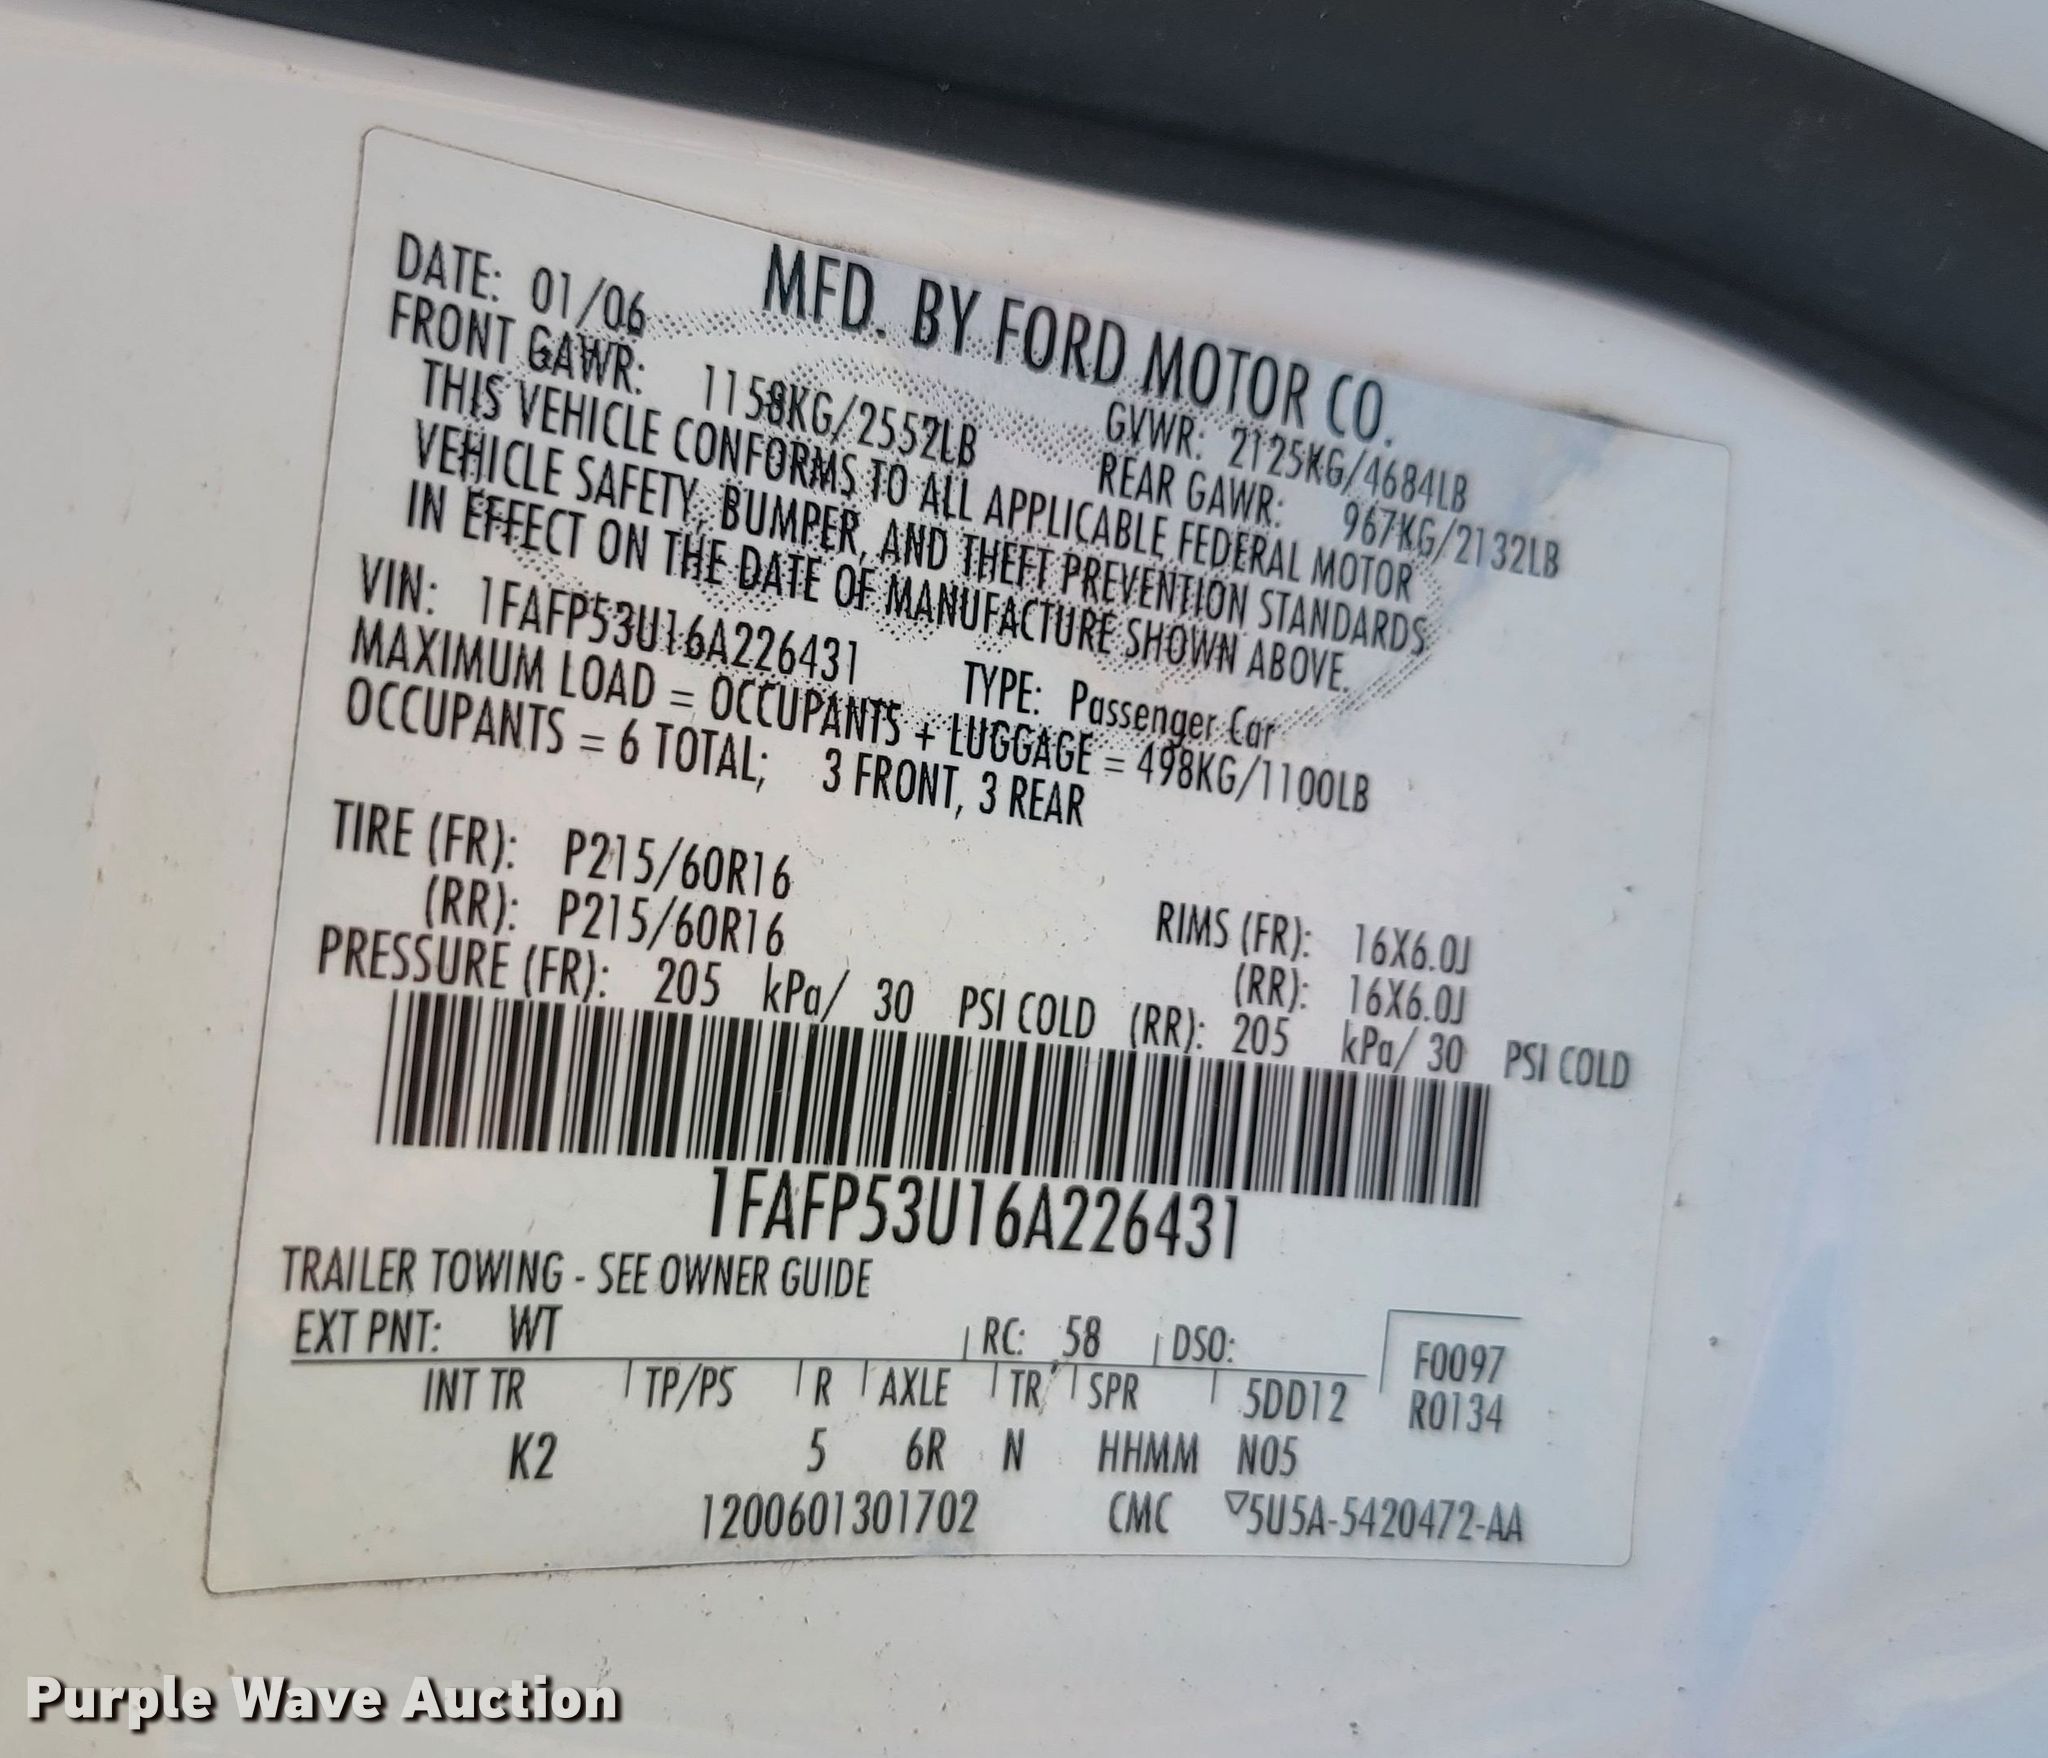 MFD. BY FORD MOTOR CO.
DATE: 01/06 GVWR: 2125KG/4684LB
FRONT GAWR: 1158KG/2552LB REAR GAWR: 967KG/2132LB
THIS VEHICLE CONFORMS TO ALL APPLICABLE FEDERAL MOTOR
VEHICLE SAFETY, BUMPER, AND THEFT PREVENTION STANDARDS
IN EFFECT ON THE DATE OF MANUFACTURE SHOWN ABOVE.
VIN: 1FAFP53U16A226431 TYPE: Passenger Car
MAXIMUM LOAD = OCCUPANTS + LUGGAGE = 498KG/1100LB
OCCUPANTS = 6 TOTAL; 3 FRONT, 3 REAR
TIRE (FR): P215/60R16 RIMS (FR): 16X6.0J
(RR): P215/60R16 (RR): 16X6.0J
PRESSURE (FR): 205 kPa/ 30 PSI COLD (RR): 205 kPa/ 30 PSI COLD
1FAFP53U16A226431
TRAILER TOWING - SEE OWNER GUIDE
EXT PNT: WT RC: 58 DSO: F0097
INT TR TP/PS R AXLE TR SPR 5DD12 R0134
K2 5 6R N HHMM N05
1200601301702 CMC ▽5U5A-5420472-AA
Purple Wave Auction